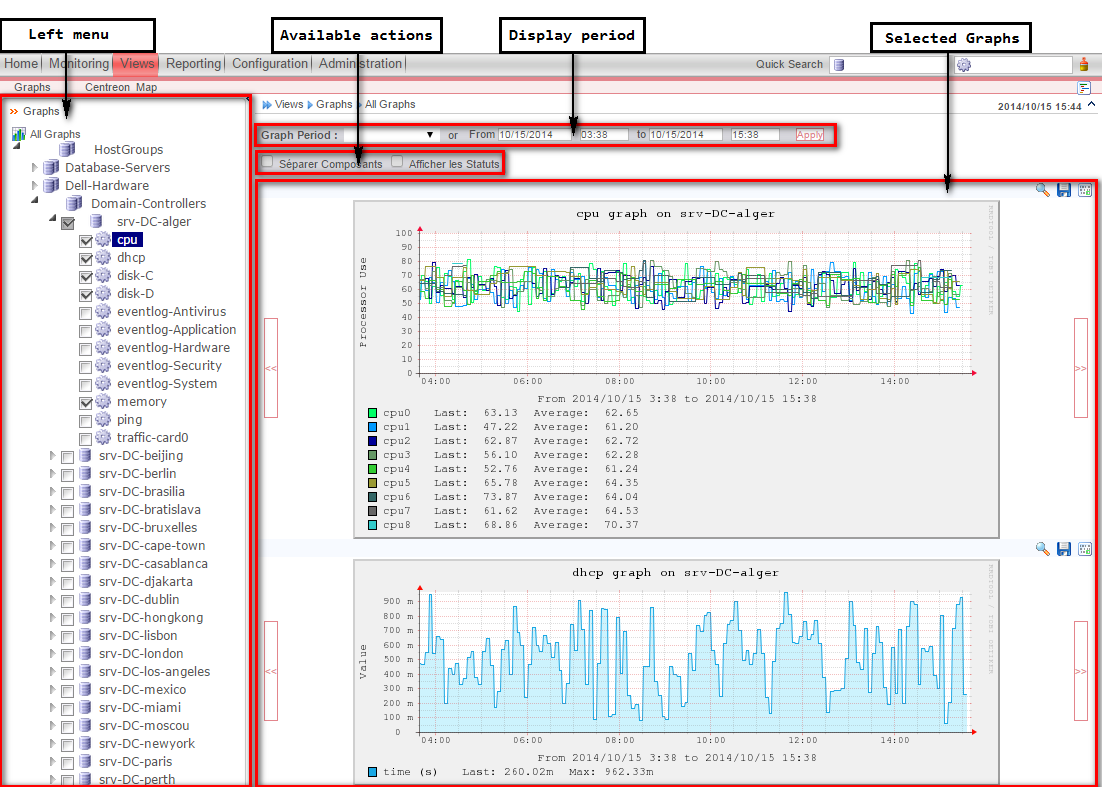 Left menu
Available actions
Display period
Selected Graphs
Home Monitoring Views Reporting Configuration Administration
Quick Search
Graphs Centreon Map
Graphs
Views Graphs All Graphs
2014/10/15 15:44
Graph Period : or From 10/15/2014 03:38 to 10/15/2014 15:38 Apply
Séparer Composants Afficher les Statuts
All Graphs
HostGroups
Database-Servers
Dell-Hardware
Domain-Controllers
srv-DC-alger
cpu
dhcp
disk-C
disk-D
eventlog-Antivirus
eventlog-Application
eventlog-Hardware
eventlog-Security
eventlog-System
memory
ping
traffic-card0
srv-DC-beijing
srv-DC-berlin
srv-DC-brasilia
srv-DC-bratislava
srv-DC-bruxelles
srv-DC-cape-town
srv-DC-casablanca
srv-DC-djakarta
srv-DC-dublin
srv-DC-hongkong
srv-DC-lisbon
srv-DC-london
srv-DC-los-angeles
srv-DC-mexico
srv-DC-miami
srv-DC-moscou
srv-DC-newyork
srv-DC-paris
srv-DC-perth
cpu graph on srv-DC-alger
RRDTOOL / TOBI OETIKER
Processor Use
100
90
80
70
60
50
40
30
20
10
0
04:00 06:00 08:00 10:00 12:00 14:00
From 2014/10/15 3:38 to 2014/10/15 15:38
cpu0 Last: 63.13 Average: 62.65
cpu1 Last: 47.22 Average: 61.20
cpu2 Last: 62.87 Average: 62.72
cpu3 Last: 56.10 Average: 62.28
cpu4 Last: 52.76 Average: 61.24
cpu5 Last: 65.78 Average: 64.35
cpu6 Last: 73.87 Average: 64.04
cpu7 Last: 61.62 Average: 64.53
cpu8 Last: 68.86 Average: 70.37
<< >>
dhcp graph on srv-DC-alger
RRDTOOL / TOBI OETIKER
Value
900 m
800 m
700 m
600 m
500 m
400 m
300 m
200 m
100 m
0
04:00 06:00 08:00 10:00 12:00 14:00
From 2014/10/15 3:38 to 2014/10/15 15:38
time (s) Last: 260.02m Max: 962.33m
<< >>